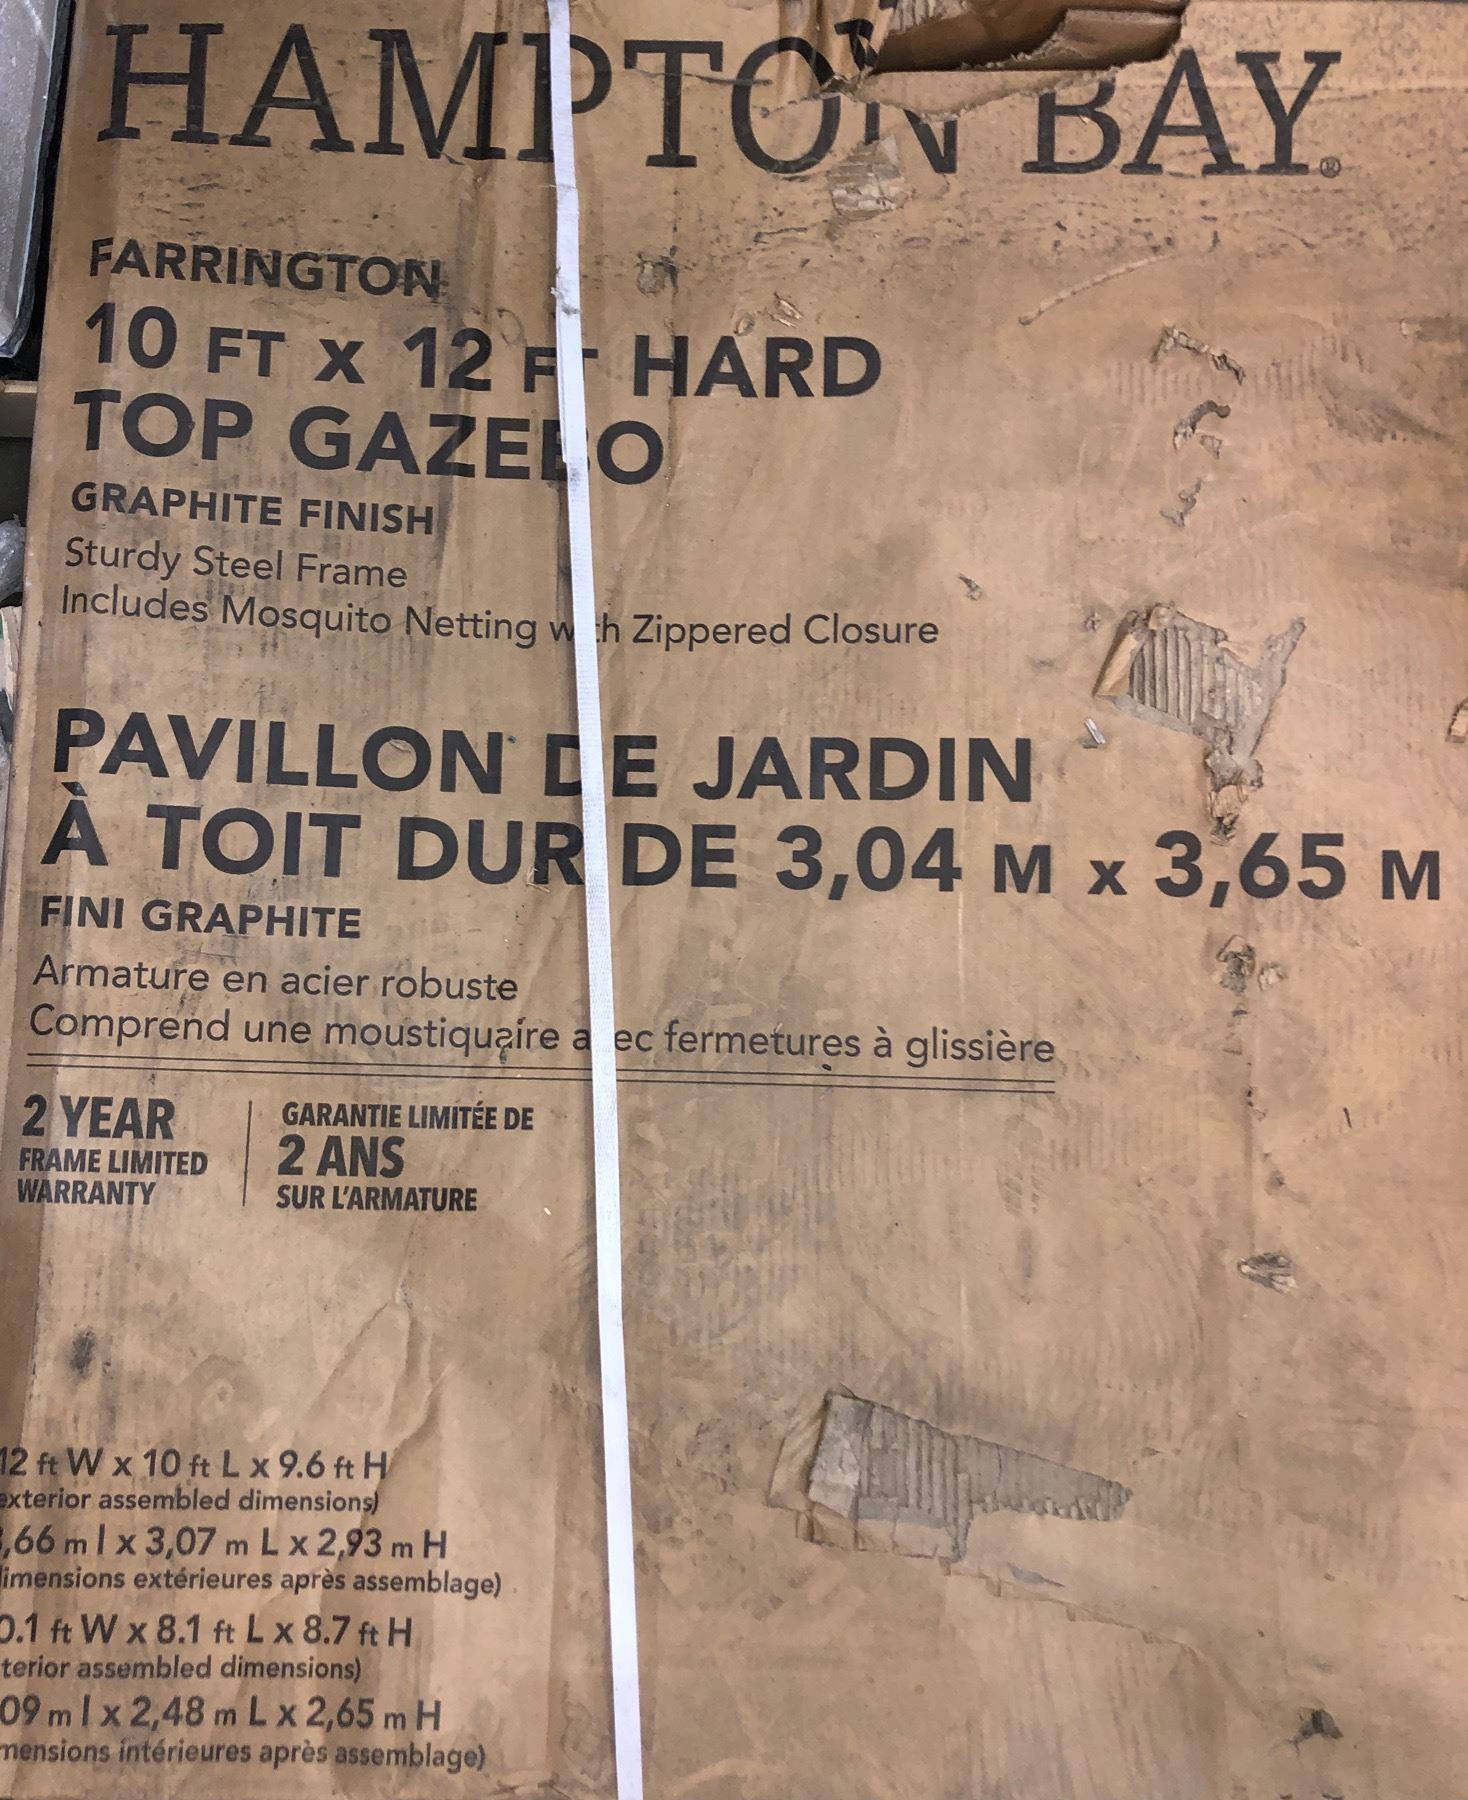 HAMPTON BAY®
FARRINGTON
10 FT X 12 FT HARD
TOP GAZEBO
GRAPHITE FINISH
Sturdy Steel Frame
Includes Mosquito Netting with Zippered Closure
PAVILLON DE JARDIN
À TOIT DUR DE 3,04 M X 3,65 M
FINI GRAPHITE
Armature en acier robuste
Comprend une moustiquaire avec fermetures à glissière
2 YEAR
FRAME LIMITED
WARRANTY
GARANTIE LIMITÉE DE
2 ANS
SUR L'ARMATURE
12 ft W x 10 ft L x 9.6 ft H
exterior assembled dimensions)
,66 m l x 3,07 m L x 2,93 m H
dimensions extérieures après assemblage)
0.1 ft W x 8.1 ft L x 8.7 ft H
terior assembled dimensions)
09 m l x 2,48 m L x 2,65 m H
mensions intérieures après assemblage)